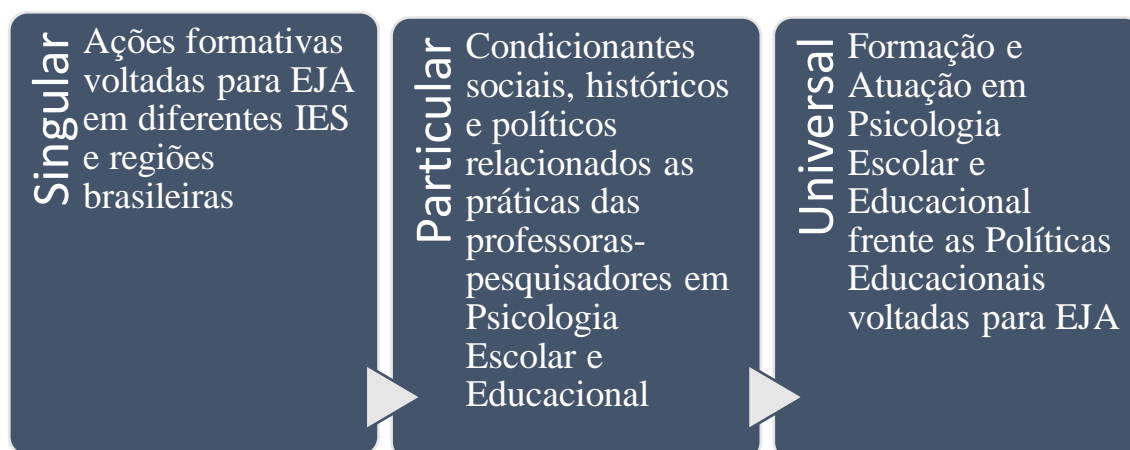 Singular
Ações formativas
voltadas para EJA
em diferentes IES
e regiões
brasileiras
Particular
Condicionantes
sociais, históricos
e políticos
relacionados as
práticas das
professoras-
pesquisadores em
Psicologia
Escolar e
Educacional
Universal
Formação e
Atuação em
Psicologia
Escolar e
Educacional
frente as Políticas
Educacionais
voltadas para EJA